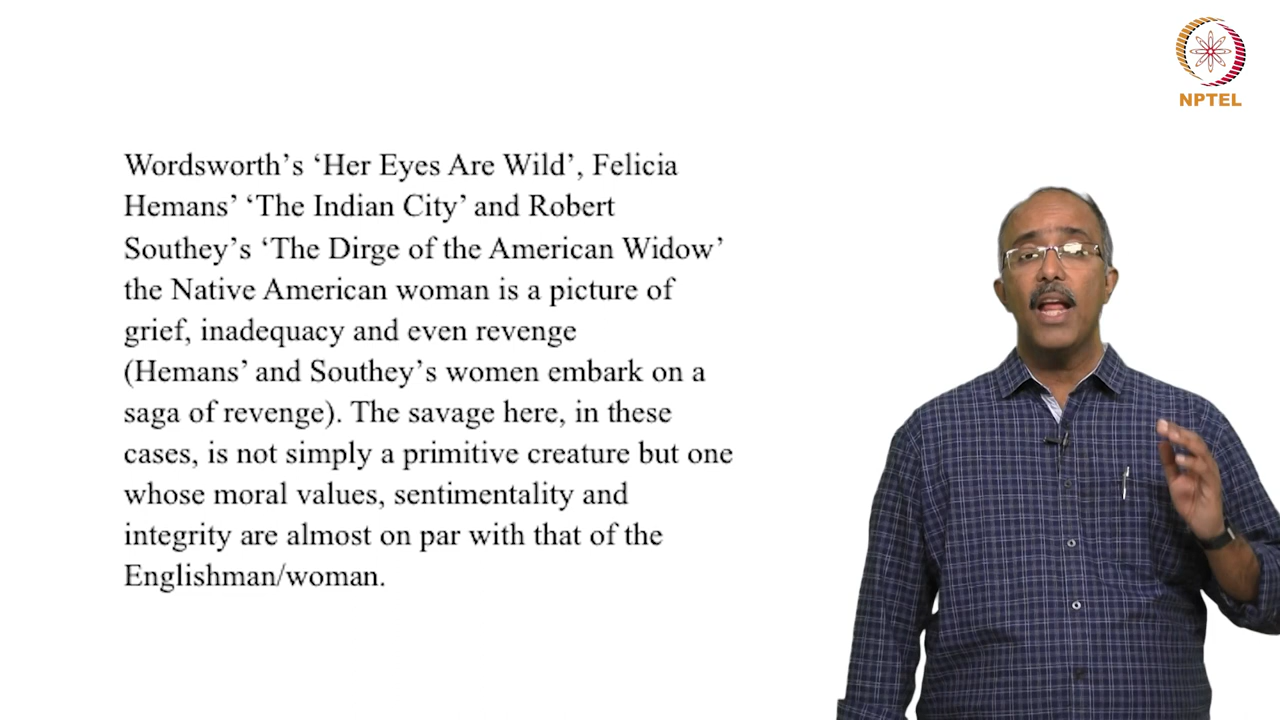 NPTEL
Wordsworth’s ‘Her Eyes Are Wild’, Felicia
Hemans’ ‘The Indian City’ and Robert
Southey’s ‘The Dirge of the American Widow’
the Native American woman is a picture of
grief, inadequacy and even revenge
(Hemans’ and Southey’s women embark on a
saga of revenge). The savage here, in these
cases, is not simply a primitive creature but one
whose moral values, sentimentality and
integrity are almost on par with that of the
Englishman/woman.